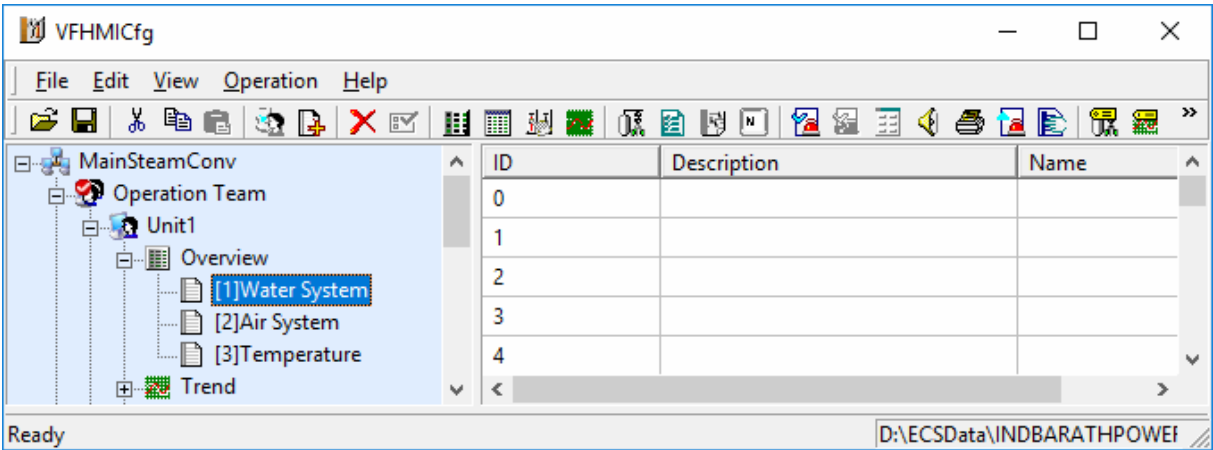 VFHMICfg
File Edit View Operation Help
MainSteamConv
Operation Team
Unit1
Overview
[1]Water System
[2]Air System
[3]Temperature
Trend
ID Description Name
0
1
2
3
4
Ready D:\ECSData\INDBARATHPOWER